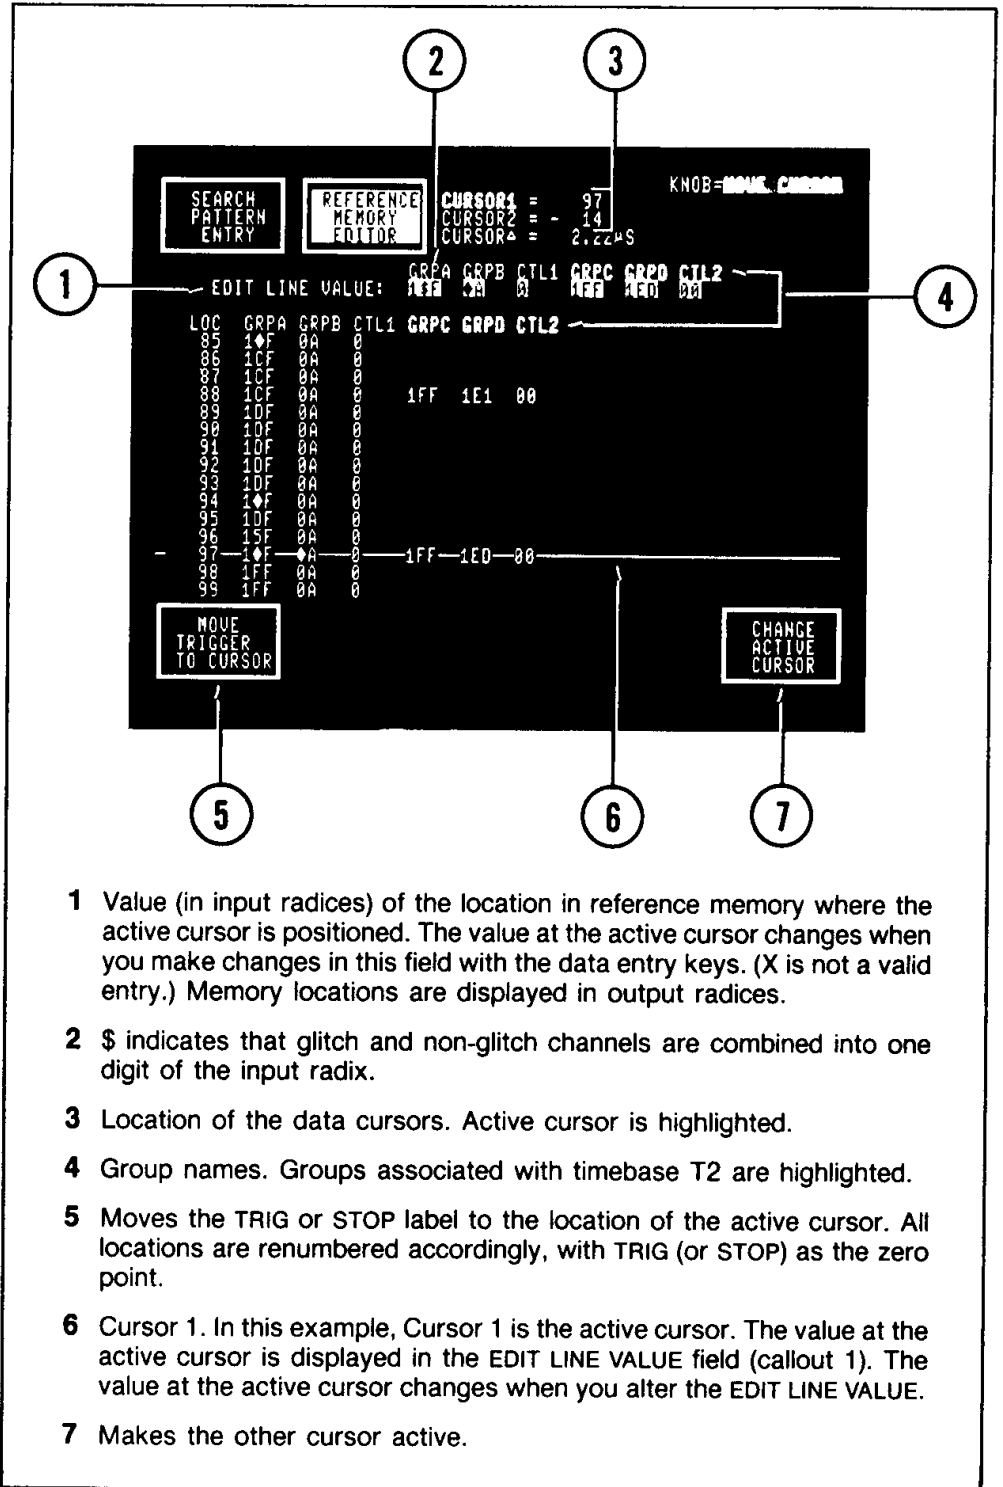 2 3
KNOB=MOVE CURSOR
SEARCH PATTERN ENTRY
REFERENCE MEMORY EDITOR
CURSOR1 = 97
CURSOR2 = - 14
CURSOR▵ = 2.22µS
GRPA GRPB CTL1 GRPC GRPD CTL2
1 EDIT LINE VALUE: 1$F ♦A 0 1FF 1ED 00
4
LOC GRPA GRPB CTL1 GRPC GRPD CTL2
85 1♦F 0A 0
86 1CF 0A 0
87 1CF 0A 0
88 1CF 0A 0 1FF 1E1 00
89 1DF 0A 0
90 1DF 0A 0
91 1DF 0A 0
92 1DF 0A 0
93 1DF 0A 0
94 1♦F 0A 0
95 1DF 0A 0
96 15F 0A 0
97 1♦F ♦A 0 1FF 1ED 00
98 1FF 0A 0
99 1FF 0A 0
MOVE TRIGGER TO CURSOR
CHANGE ACTIVE CURSOR
5 6 7
1 Value (in input radices) of the location in reference memory where the
active cursor is positioned. The value at the active cursor changes when
you make changes in this field with the data entry keys. (X is not a valid
entry.) Memory locations are displayed in output radices.
2 $ indicates that glitch and non-glitch channels are combined into one
digit of the input radix.
3 Location of the data cursors. Active cursor is highlighted.
4 Group names. Groups associated with timebase T2 are highlighted.
5 Moves the TRIG or STOP label to the location of the active cursor. All
locations are renumbered accordingly, with TRIG (or STOP) as the zero
point.
6 Cursor 1. In this example, Cursor 1 is the active cursor. The value at the
active cursor is displayed in the EDIT LINE VALUE field (callout 1). The
value at the active cursor changes when you alter the EDIT LINE VALUE.
7 Makes the other cursor active.